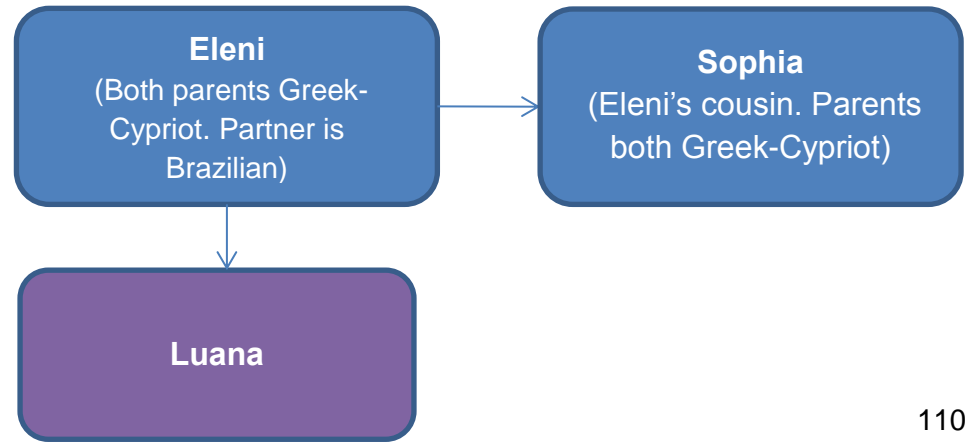 Eleni
(Both parents Greek-
Cypriot. Partner is
Brazilian)
Sophia
(Eleni’s cousin. Parents
both Greek-Cypriot)
Luana
110